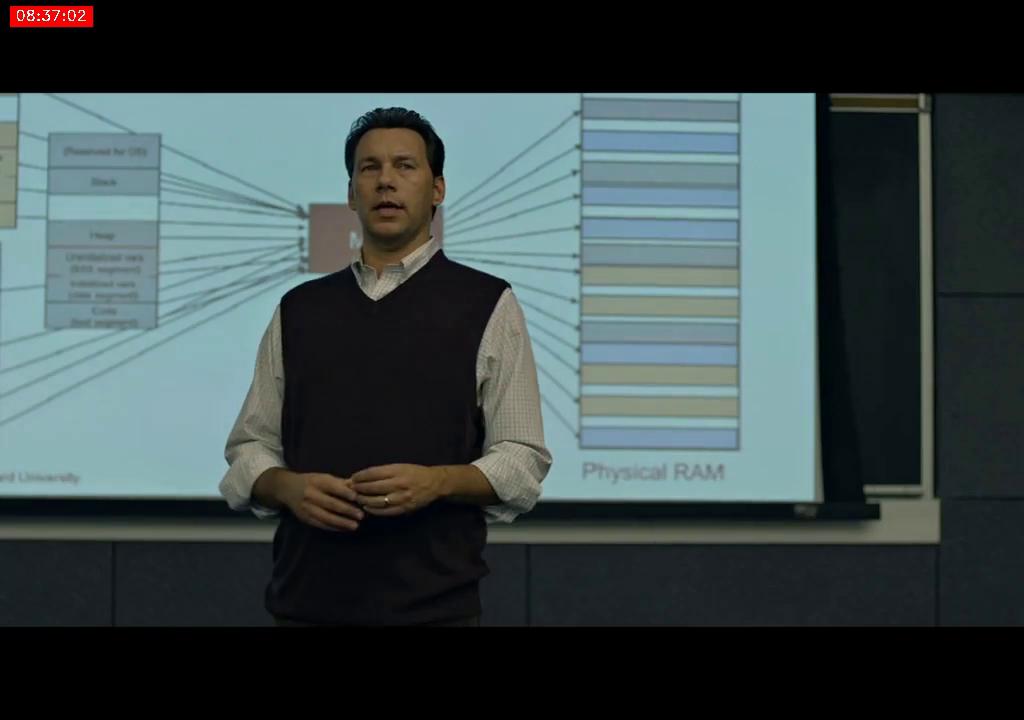 08:37:02
(Reserved for OS)
Stack
Heap
Uninitialized vars
(BSS segment)
Initialized vars
(data segment)
Code
(text segment)
M
Physical RAM
rd University